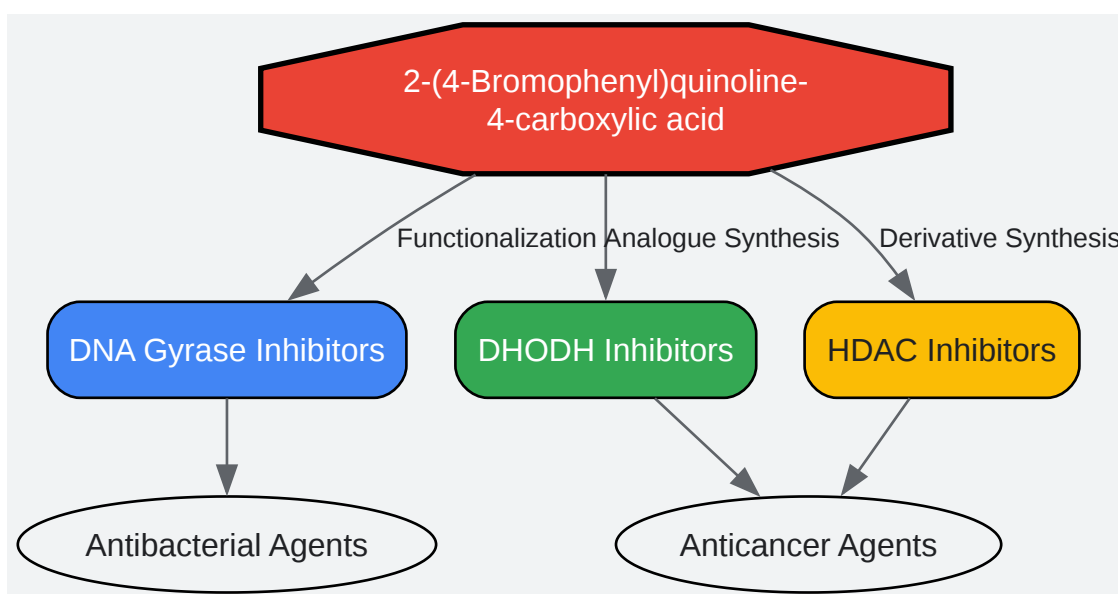 2-(4-Bromophenyl)quinoline-
4-carboxylic acid
Functionalization
Analogue Synthesis
Derivative Synthesis
DNA Gyrase Inhibitors
DHODH Inhibitors
HDAC Inhibitors
Antibacterial Agents
Anticancer Agents